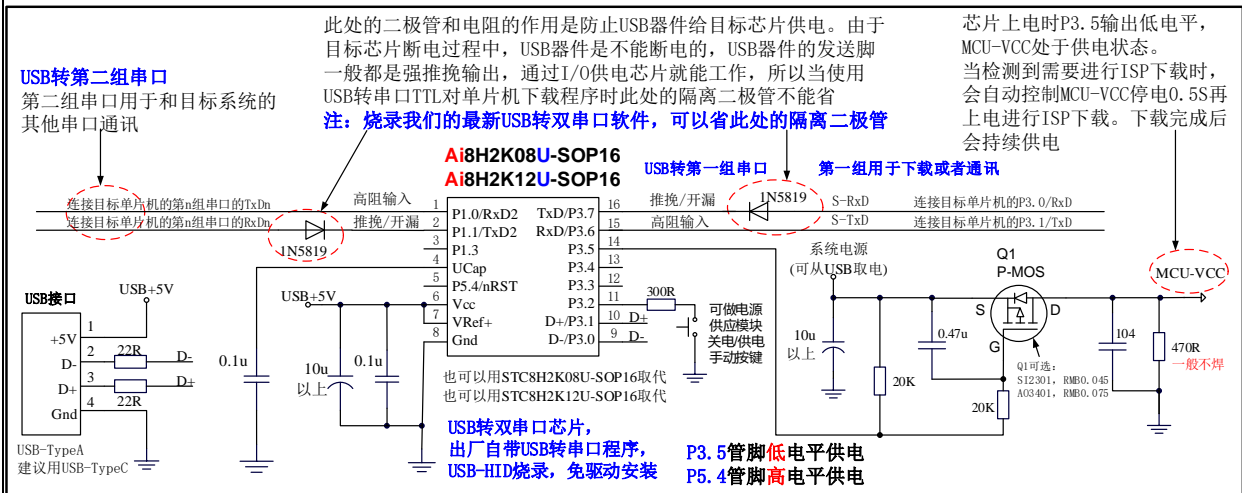 此处的二极管和电阻的作用是防止USB器件给目标芯片供电。由于
目标芯片断电过程中，USB器件是不能断电的，USB器件的发送脚
一般都是强推挽输出，通过I/O供电芯片就能工作，所以当使用
USB转串口TTL对单片机下载程序时此处的隔离二极管不能省
注：烧录我们的最新USB转双串口软件，可以省此处的隔离二极管
芯片上电时P3.5输出低电平，
MCU-VCC处于供电状态。
当检测到需要进行ISP下载时，
会自动控制MCU-VCC停电0.5S再
上电进行ISP下载。下载完成后
会持续供电
USB转第二组串口
第二组串口用于和目标系统的
其他串口通讯
Ai8H2K08U-SOP16
Ai8H2K12U-SOP16
USB转第一组串口
第一组用于下载或者通讯
连接目标单片机的第n组串口的TxDn
连接目标单片机的第n组串口的RxDn
1N5819
高阻输入
推挽/开漏
1 P1.0/RxD2
2 P1.1/TxD2
3 P1.3
4 UCap
5 P5.4/nRST
6 Vcc
7 VRef+
8 Gnd
TxD/P3.7 16
RxD/P3.6 15
P3.5 14
P3.4 13
P3.3 12
P3.2 11
D+/P3.1 10 D+
D-/P3.0 9 D-
推挽/开漏
高阻输入
1N5819
S-RxD
S-TxD
连接目标单片机的P3.0/RxD
连接目标单片机的P3.1/TxD
300R
可做电源
供应模块
关电/供电
手动按键
系统电源
(可从USB取电)
10u
以上
0.47u
20K
20K
Q1
P-MOS
S
D
G
Q1可选：
SI2301, RMB0.045
AO3401, RMB0.075
MCU-VCC
104
470R
一般不焊
USB接口
USB+5V
+5V 1
D- 2 22R D-
D+ 3 22R D+
Gnd 4
USB-TypeA
建议用USB-TypeC
0.1u
USB+5V
10u
以上
0.1u
也可以用STC8H2K08U-SOP16取代
也可以用STC8H2K12U-SOP16取代
USB转双串口芯片，
出厂自带USB转串口程序，
USB-HID烧录，免驱动安装
P3.5管脚低电平供电
P5.4管脚高电平供电